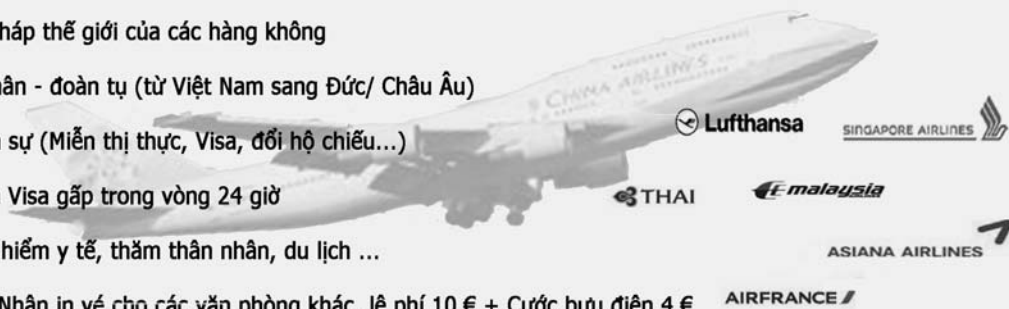 háp thế giới của các hàng không
ân - đoàn tụ (từ Việt Nam sang Đức/ Châu Âu)
sự (Miễn thị thực, Visa, đổi hộ chiếu...)
Visa gấp trong vòng 24 giờ
hiểm y tế, thăm thân nhân, du lịch ...
Nhận in vé cho các văn phòng khác, lệ phí 10 € + Cước bưu điện 4 €
CHINA AIRLINES
Lufthansa
SINGAPORE AIRLINES
THAI
malaysia
ASIANA AIRLINES
AIRFRANCE